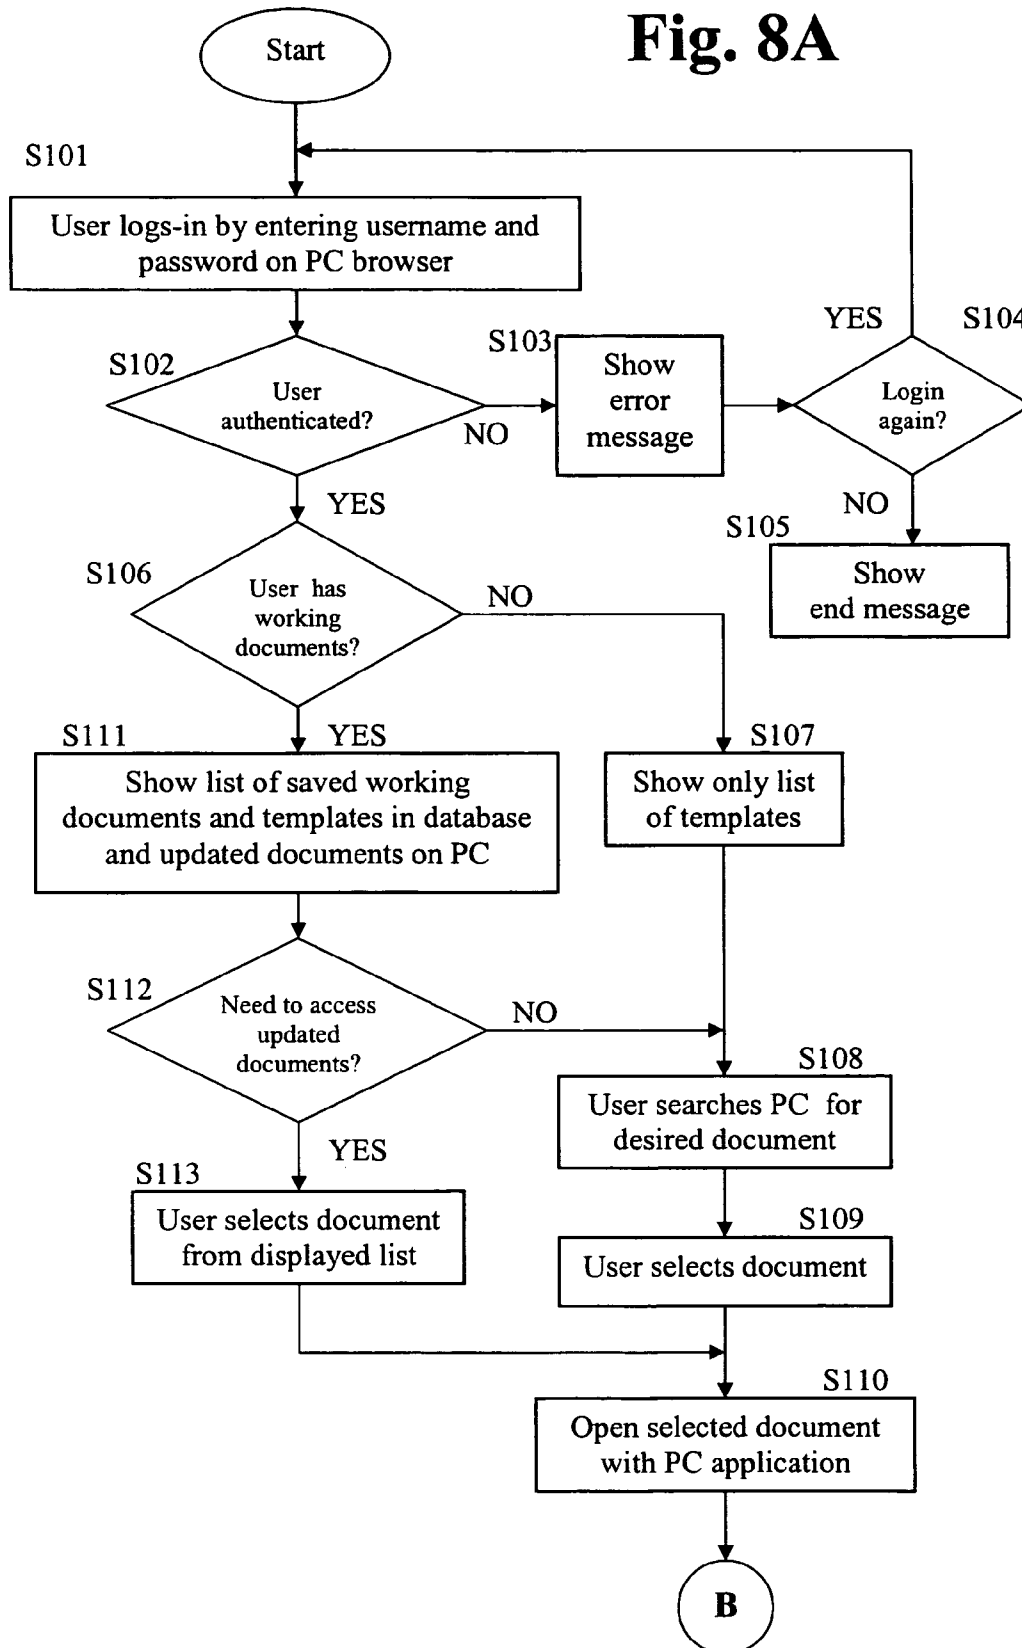 Fig. 8A
Start
S101
User logs-in by entering username and
password on PC browser
S102
User
authenticated?
NO
YES
S103
Show
error
message
YES
S104
Login
again?
NO
S105
Show
end message
S106
User has
working
documents?
NO
YES
S111
Show list of saved working
documents and templates in database
and updated documents on PC
S107
Show only list
of templates
S112
Need to access
updated
documents?
NO
YES
S108
User searches PC for
desired document
S113
User selects document
from displayed list
S109
User selects document
S110
Open selected document
with PC application
B